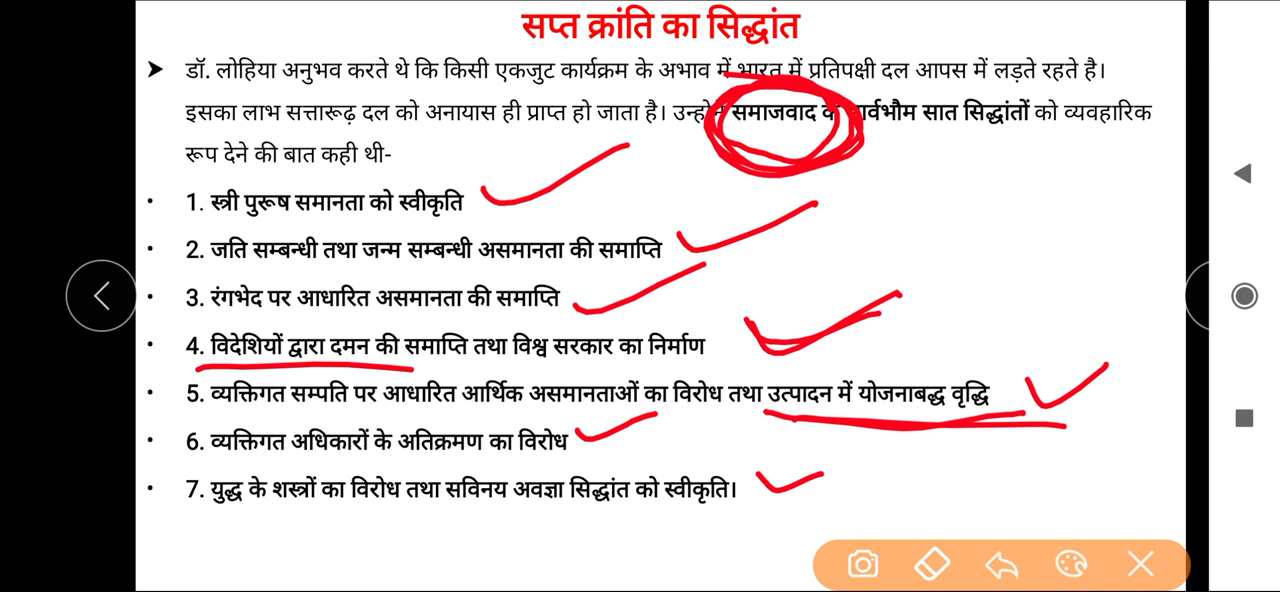 सप्त क्रांति का सिद्धांत
➤ डॉ. लोहिया अनुभव करते थे कि किसी एकजुट कार्यक्रम के अभाव में भारत में प्रतिपक्षी दल आपस में लड़ते रहते है।
इसका लाभ सत्तारूढ़ दल को अनायास ही प्राप्त हो जाता है। समाजवाद सात सिद्धांतों को व्यवहारिक
रूप देने की बात कही थी-
• 1. स्त्री पुरूष समानता को स्वीकृति
• 2. जति सम्बन्धी तथा जन्म सम्बन्धी असमानता की समाप्ति
• 3. रंगभेद पर आधारित असमानता की समाप्ति
• 4. विदेशियों द्वारा दमन की समाप्ति तथा विश्व सरकार का निर्माण
• 5. व्यक्तिगत सम्पति पर आधारित आर्थिक असमानताओं का विरोध तथा उत्पादन में योजनाबद्ध वृद्धि
• 6. व्यक्तिगत अधिकारों के अतिक्रमण का विरोध
• 7. युद्ध के शस्त्रों का विरोध तथा सविनय अवज्ञा सिद्धांत को स्वीकृति।